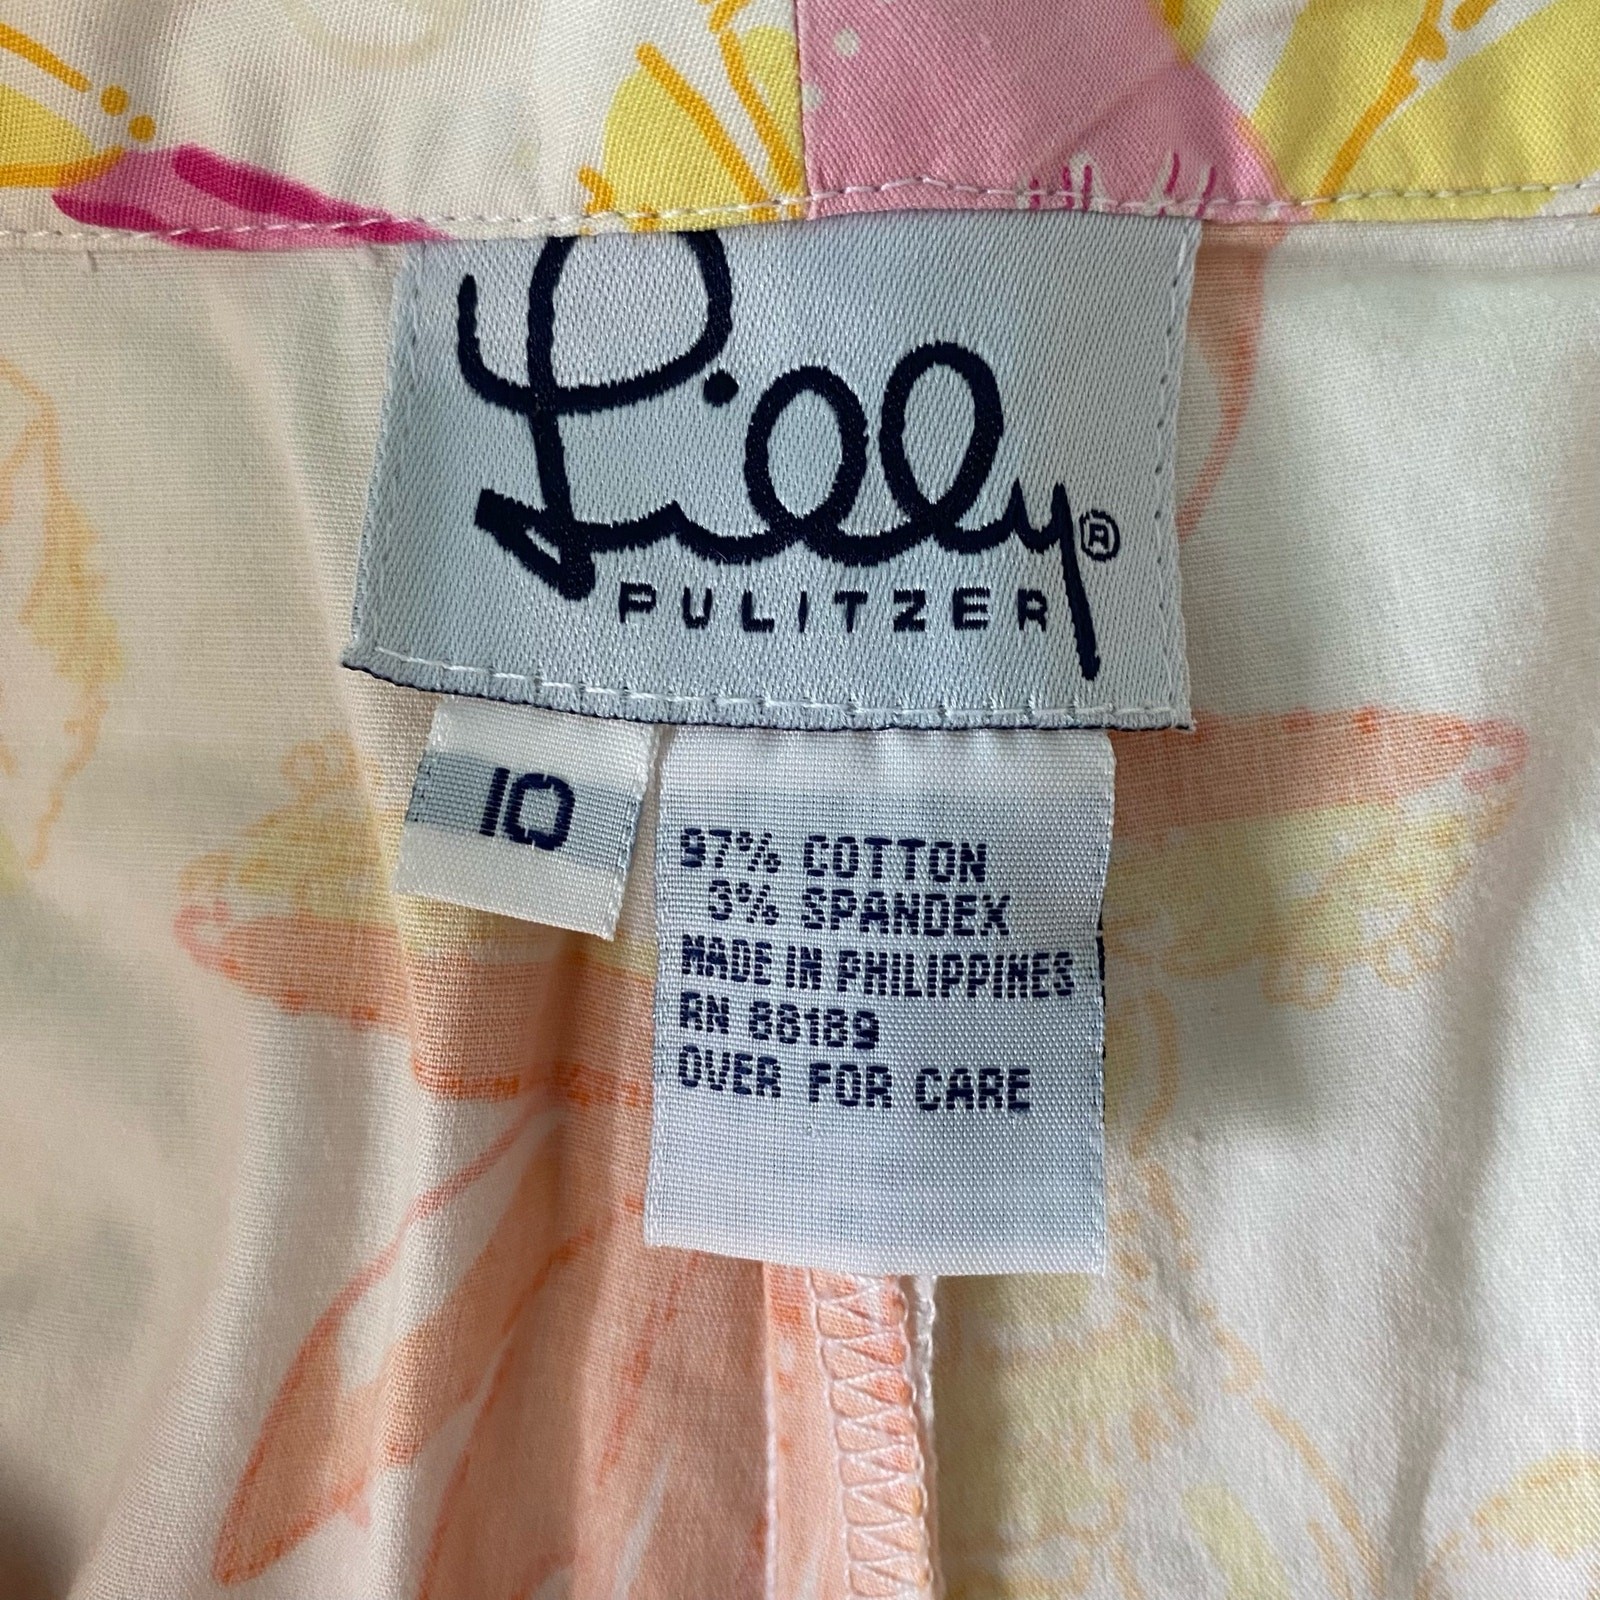 Lilly®
PULITZER
10
97% COTTON
3% SPANDEX
MADE IN PHILIPPINES
RN 88189
OVER FOR CARE